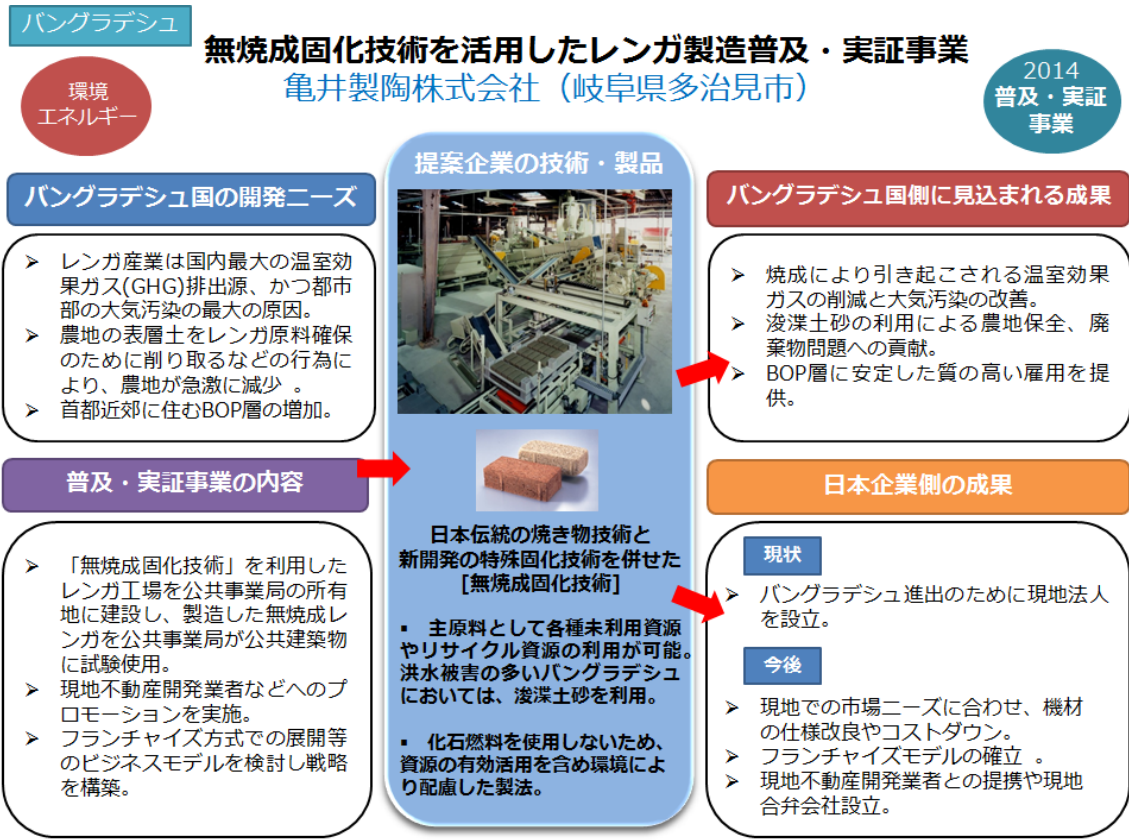 バングラデシュ
無焼成固化技術を活用したレンガ製造普及・実証事業
亀井製陶株式会社（岐阜県多治見市）
環境
エネルギー
2014
普及・実証
事業
バングラデシュ国の開発ニーズ
➢ レンガ産業は国内最大の温室効
果ガス(GHG)排出源、かつ都市
部の大気汚染の最大の原因。
➢ 農地の表層土をレンガ原料確保
のために削り取るなどの行為に
より、農地が急激に減少 。
➢ 首都近郊に住むBOP層の増加。
普及・実証事業の内容
➢ 「無焼成固化技術」を利用した
レンガ工場を公共事業局の所有
地に建設し、製造した無焼成レ
ンガを公共事業局が公共建築物
に試験使用。
➢ 現地不動産開発業者などへのプ
ロモーションを実施。
➢ フランチャイズ方式での展開等
のビジネスモデルを検討し戦略
を構築。
提案企業の技術・製品
日本伝統の焼き物技術と
新開発の特殊固化技術を併せた
[無焼成固化技術]
▪ 主原料として各種未利用資源
やリサイクル資源の利用が可能。
洪水被害の多いバングラデシュ
においては、浚渫土砂を利用。
▪ 化石燃料を使用しないため、
資源の有効活用を含め環境によ
り配慮した製法。
バングラデシュ国側に見込まれる成果
➢ 焼成により引き起こされる温室効果
ガスの削減と大気汚染の改善。
➢ 浚渫土砂の利用による農地保全、廃
棄物問題への貢献。
➢ BOP層に安定した質の高い雇用を提
供。
日本企業側の成果
現状
➢ バングラデシュ進出のために現地法人
を設立。
今後
➢ 現地での市場ニーズに合わせ、機材
の仕様改良やコストダウン。
➢ フランチャイズモデルの確立 。
➢ 現地不動産開発業者との提携や現地
合弁会社設立。